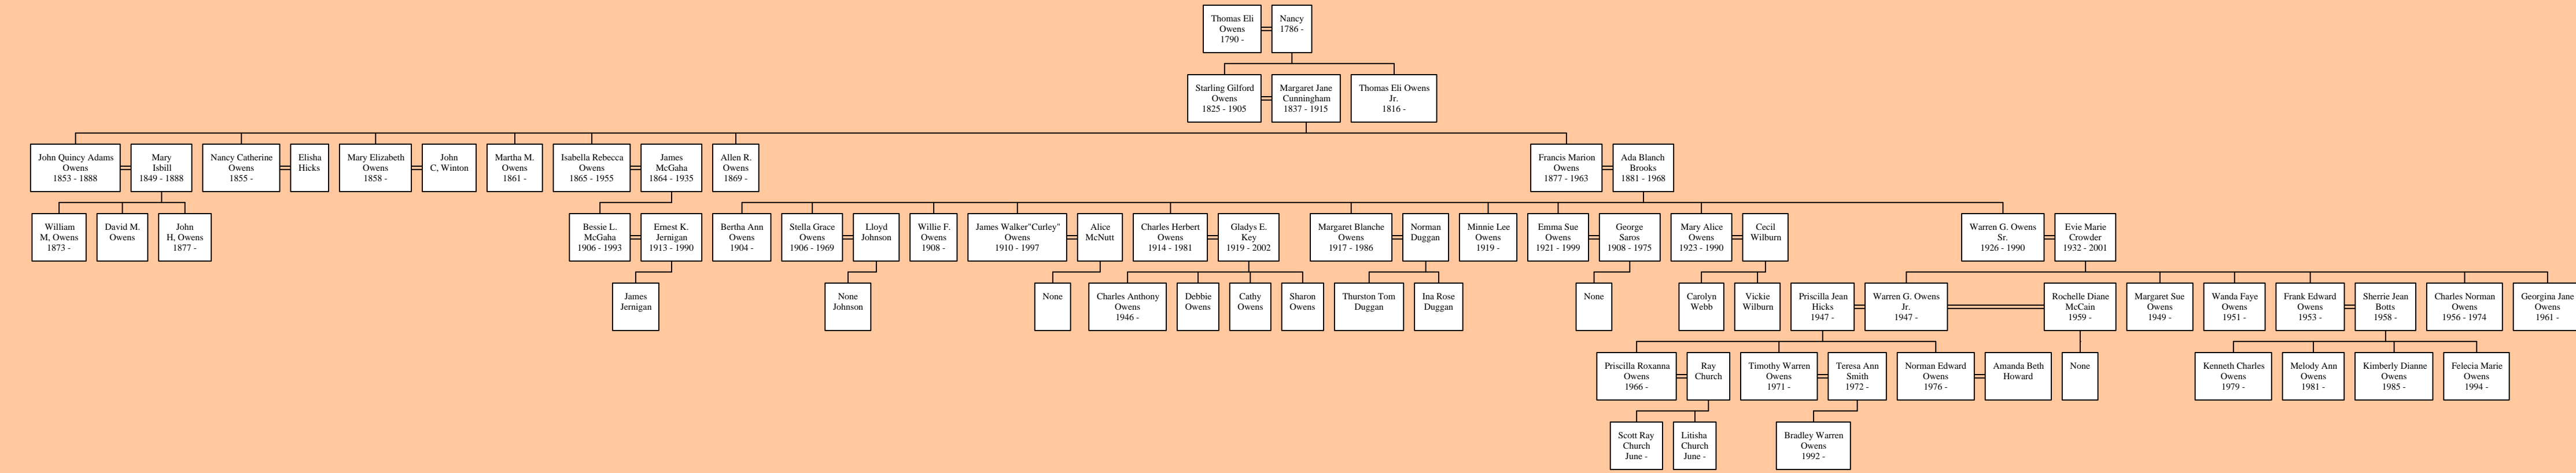 Thomas Eli
Owens
1790 -
Nancy
1786 -
Starling Gilford
Owens
1825 - 1905
Margaret Jane
Cunningham
1837 - 1915
Thomas Eli Owens
Jr.
1816 -
John Quincy Adams
Owens
1853 - 1888
Mary
Isbill
1849 - 1888
Nancy Catherine
Owens
1855 -
Elisha
Hicks
Mary Elizabeth
Owens
1858 -
John
C, Winton
Martha M.
Owens
1861 -
Isabella Rebecca
Owens
1865 - 1955
James
McGaha
1864 - 1935
Allen R.
Owens
1869 -
Francis Marion
Owens
1877 - 1963
Ada Blanch
Brooks
1881 - 1968
William
M, Owens
1873 -
David M.
Owens
John
H, Owens
1877 -
Bessie L.
McGaha
1906 - 1993
Ernest K.
Jernigan
1913 - 1990
Bertha Ann
Owens
1904 -
Stella Grace
Owens
1906 - 1969
Lloyd
Johnson
Willie F.
Owens
1908 -
James Walker"Curley"
Owens
1910 - 1997
Alice
McNutt
Charles Herbert
Owens
1914 - 1981
Gladys E.
Key
1919 - 2002
Margaret Blanche
Owens
1917 - 1986
Norman
Duggan
Minnie Lee
Owens
1919 -
Emma Sue
Owens
1921 - 1999
George
Saros
1908 - 1975
Mary Alice
Owens
1923 - 1990
Cecil
Wilburn
Warren G. Owens
Sr.
1926 - 1990
Evie Marie
Crowder
1932 - 2001
James
Jernigan
None
Johnson
None
Charles Anthony
Owens
1946 -
Debbie
Owens
Cathy
Owens
Sharon
Owens
Thurston Tom
Duggan
Ina Rose
Duggan
None
Carolyn
Webb
Vickie
Wilburn
Priscilla Jean
Hicks
1947 -
Warren G. Owens
Jr.
1947 -
Rochelle Diane
McCain
1959 -
Margaret Sue
Owens
1949 -
Wanda Faye
Owens
1951 -
Frank Edward
Owens
1953 -
Sherrie Jean
Botts
1958 -
Charles Norman
Owens
1956 - 1974
Georgina Jane
Owens
1961 -
Priscilla Roxanna
Owens
1966 -
Ray
Church
Timothy Warren
Owens
1971 -
Teresa Ann
Smith
1972 -
Norman Edward
Owens
1976 -
Amanda Beth
Howard
None
Kenneth Charles
Owens
1979 -
Melody Ann
Owens
1981 -
Kimberly Dianne
Owens
1985 -
Felecia Marie
Owens
1994 -
Scott Ray
Church
June -
Litisha
Church
June -
Bradley Warren
Owens
1992 -